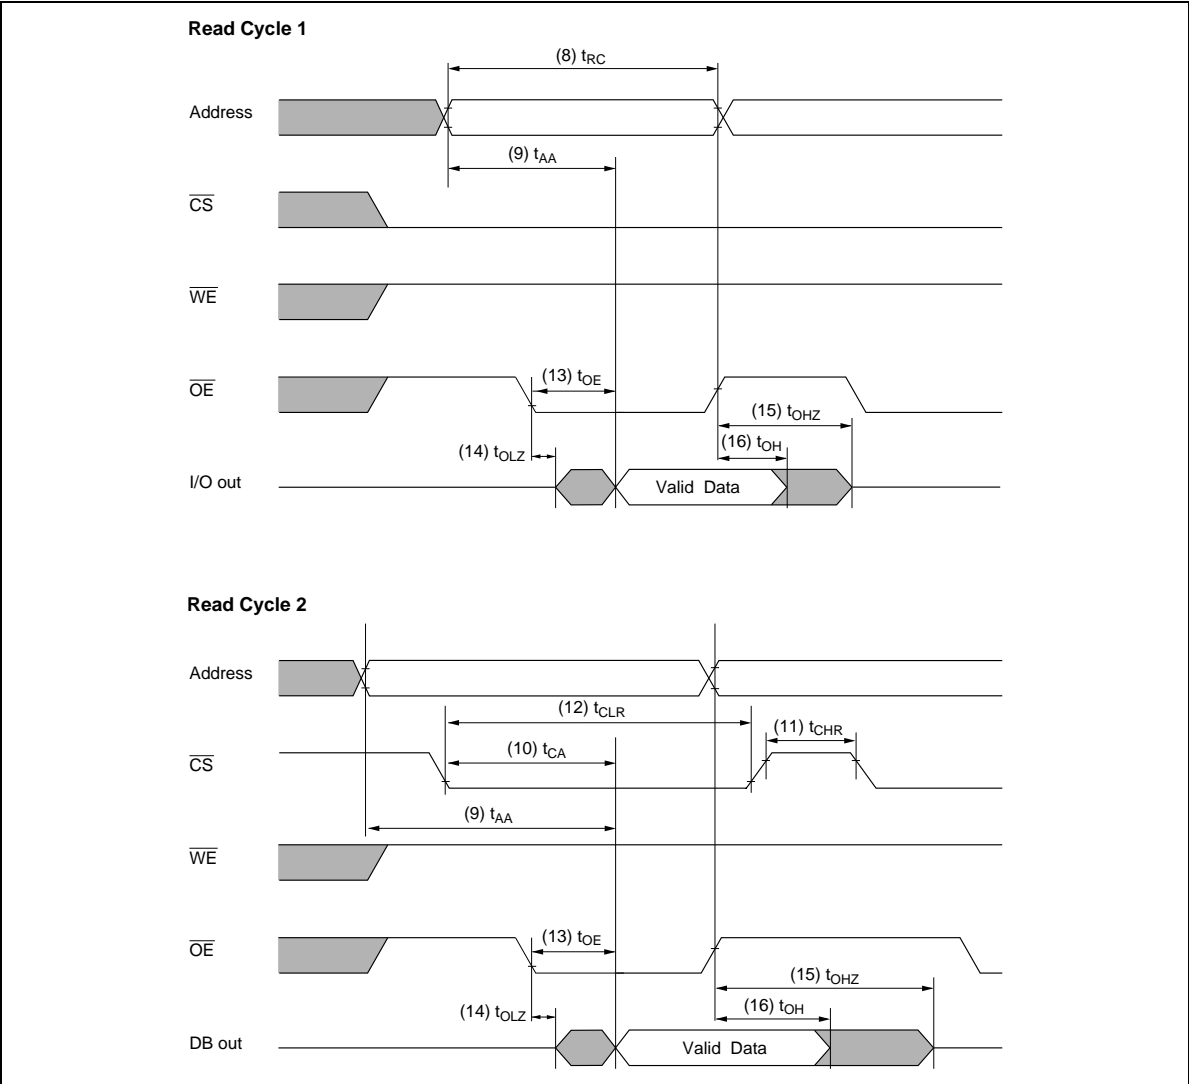 Read Cycle 1
(8) tRC
Address
(9) tAA
CS
WE
OE
(13) tOE
(15) tOHZ
(16) tOH
(14) tOLZ
I/O out
Valid Data
Read Cycle 2
Address
(12) tCLR
(11) tCHR
(10) tCA
CS
(9) tAA
WE
OE
(13) tOE
(15) tOHZ
(16) tOH
(14) tOLZ
DB out
Valid Data